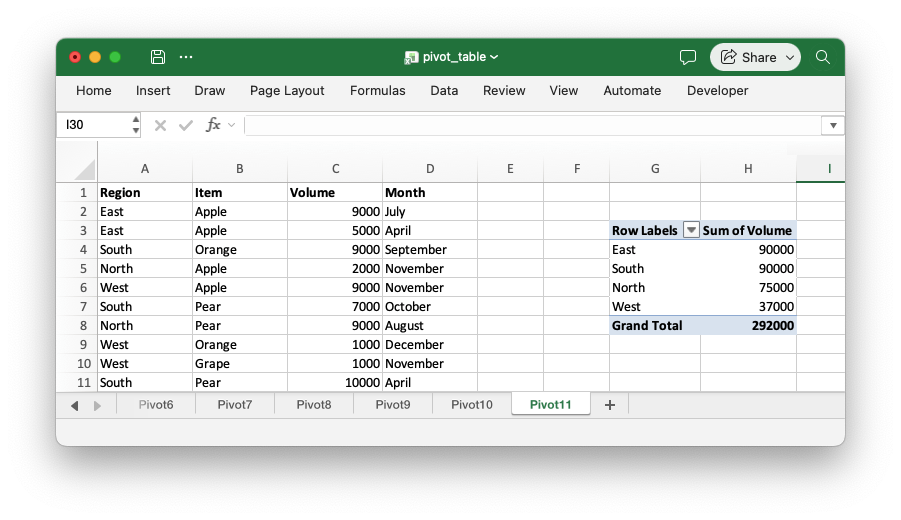 pivot_table
Share
Home Insert Draw Page Layout Formulas Data Review View Automate Developer
I30 fx
A B C D E F G H I
1 Region Item Volume Month
2 East Apple 9000 July
3 East Apple 5000 April Row Labels Sum of Volume
4 South Orange 9000 September East 90000
5 North Apple 2000 November South 90000
6 West Apple 9000 November North 75000
7 South Pear 7000 October West 37000
8 North Pear 9000 August Grand Total 292000
9 West Orange 1000 December
10 West Grape 1000 November
11 South Pear 10000 April
Pivot6 Pivot7 Pivot8 Pivot9 Pivot10 Pivot11 +